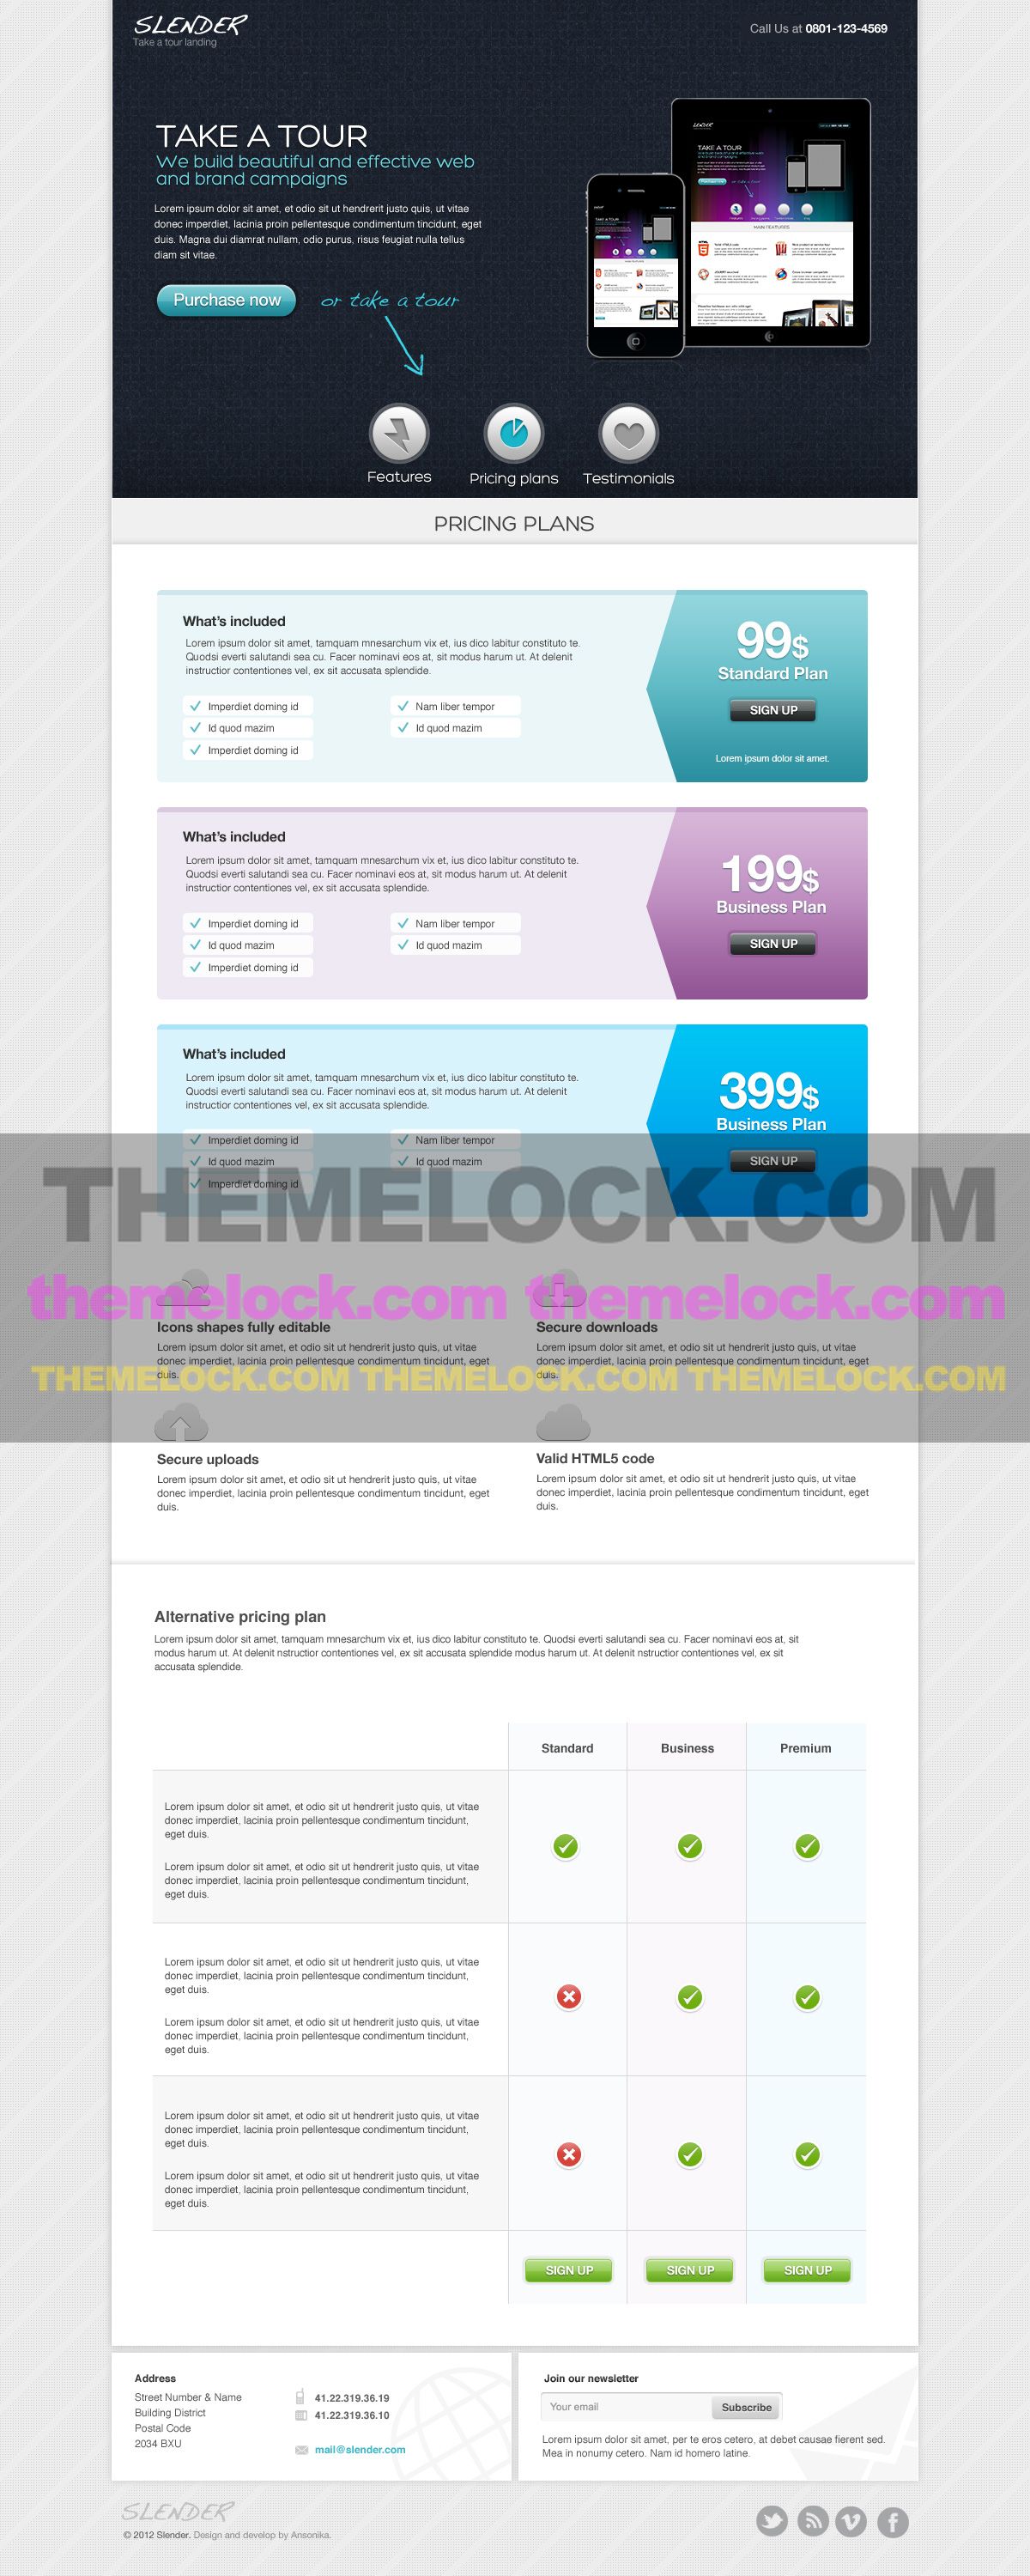 SLENDER
Take a tour landing
Call Us at 0801-123-4569
TAKE A TOUR
We build beautiful and effective web
and brand campaigns
Lorem ipsum dolor sit amet, et odio sit ut hendrerit justo quis, ut vitae
donec imperdiet, lacinia proin pellentesque condimentum tincidunt, eget
duis. Magna dui diamrat nullam, odio purus, risus feugiat nulla tellus
diam sit vitae.
Purchase now
or take a tour
SLENDER
TAKE A TOUR
MAIN FEATURES
TAKE A TOUR
Features
Pricing plans
Testimonials
PRICING PLANS
What's included
Lorem ipsum dolor sit amet, tamquam mnesarchum vix et, ius dico labitur constituto te.
Quodsi everti salutandi sea cu. Facer nominavi eos at, sit modus harum ut. At delenit
instructior contentiones vel, ex sit accusata splendide.
Imperdiet doming id
Nam liber tempor
Id quod mazim
Id quod mazim
Imperdiet doming id
99$
Standard Plan
SIGN UP
Lorem ipsum dolor sit amet.
What's included
Lorem ipsum dolor sit amet, tamquam mnesarchum vix et, ius dico labitur constituto te.
Quodsi everti salutandi sea cu. Facer nominavi eos at, sit modus harum ut. At delenit
instructior contentiones vel, ex sit accusata splendide.
Imperdiet doming id
Nam liber tempor
Id quod mazim
Id quod mazim
Imperdiet doming id
199$
Business Plan
SIGN UP
What's included
Lorem ipsum dolor sit amet, tamquam mnesarchum vix et, ius dico labitur constituto te.
Quodsi everti salutandi sea cu. Facer nominavi eos at, sit modus harum ut. At delenit
instructior contentiones vel, ex sit accusata splendide.
Imperdiet doming id
Nam liber tempor
Id quod mazim
Id quod mazim
Imperdiet doming id
399$
Business Plan
SIGN UP
THEMELOCK.COM
themelock.com themelock.com
Icons shapes fully editable
Lorem ipsum dolor sit amet, et odio sit ut hendrerit justo quis, ut vitae
donec imperdiet, lacinia proin pellentesque condimentum tincidunt, eget
duis.
Secure downloads
Lorem ipsum dolor sit amet, et odio sit ut hendrerit justo quis, ut vitae
donec imperdiet, lacinia proin pellentesque condimentum tincidunt, eget
duis.
THEMELOCK.COM THEMELOCK.COM THEMELOCK.COM
Secure uploads
Lorem ipsum dolor sit amet, et odio sit ut hendrerit justo quis, ut vitae
donec imperdiet, lacinia proin pellentesque condimentum tincidunt, eget
duis.
Valid HTML5 code
Lorem ipsum dolor sit amet, et odio sit ut hendrerit justo quis, ut vitae
donec imperdiet, lacinia proin pellentesque condimentum tincidunt, eget
duis.
Alternative pricing plan
Lorem ipsum dolor sit amet, tamquam mnesarchum vix et, ius dico labitur constituto te. Quodsi everti salutandi sea cu. Facer nominavi eos at, sit
modus harum ut. At delenit nstructior contentiones vel, ex sit accusata splendide modus harum ut. At delenit nstructior contentiones vel, ex sit
accusata splendide.
Standard
Business
Premium
Lorem ipsum dolor sit amet, et odio sit ut hendrerit justo quis, ut vitae
donec imperdiet, lacinia proin pellentesque condimentum tincidunt,
eget duis.
Lorem ipsum dolor sit amet, et odio sit ut hendrerit justo quis, ut vitae
donec imperdiet, lacinia proin pellentesque condimentum tincidunt,
eget duis.
Lorem ipsum dolor sit amet, et odio sit ut hendrerit justo quis, ut vitae
donec imperdiet, lacinia proin pellentesque condimentum tincidunt,
eget duis.
Lorem ipsum dolor sit amet, et odio sit ut hendrerit justo quis, ut vitae
donec imperdiet, lacinia proin pellentesque condimentum tincidunt,
eget duis.
Lorem ipsum dolor sit amet, et odio sit ut hendrerit justo quis, ut vitae
donec imperdiet, lacinia proin pellentesque condimentum tincidunt,
eget duis.
Lorem ipsum dolor sit amet, et odio sit ut hendrerit justo quis, ut vitae
donec imperdiet, lacinia proin pellentesque condimentum tincidunt,
eget duis.
SIGN UP
SIGN UP
SIGN UP
Address
Street Number & Name
Building District
Postal Code
2034 BXU
41.22.319.36.19
41.22.319.36.10
mail@slender.com
Join our newsletter
Your email
Subscribe
Lorem ipsum dolor sit amet, per te eros cetero, at debet causae fierent sed.
Mea in nonumy cetero. Nam id homero latine.
SLENDER
© 2012 Slender. Design and develop by Ansonika.